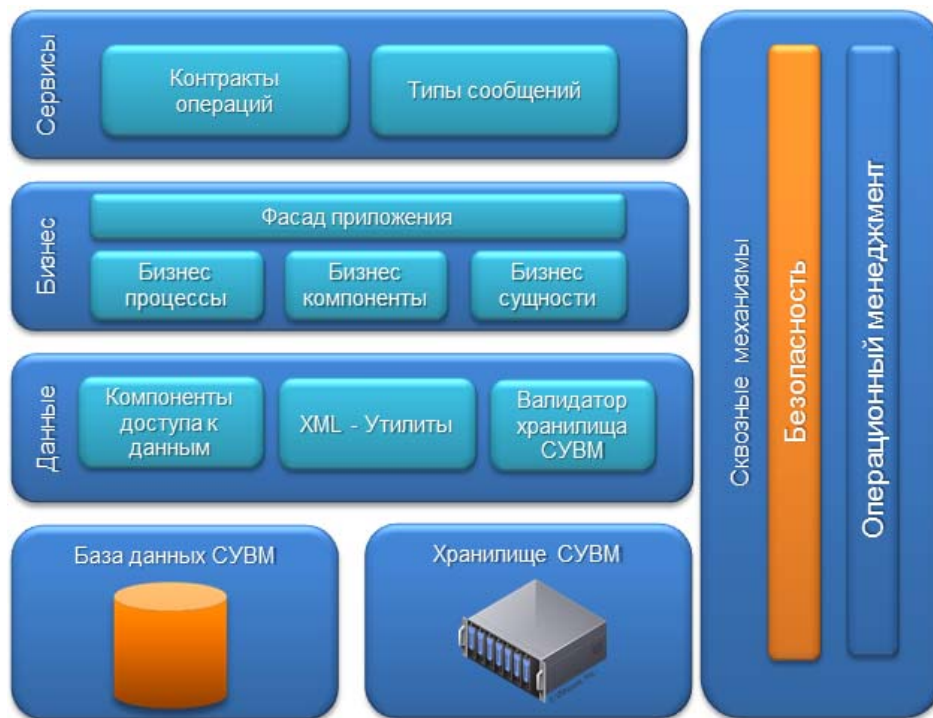 Сервисы
Контракты
операций
Типы сообщений
Бизнес
Фасад приложения
Бизнес
процессы
Бизнес
компоненты
Бизнес
сущности
Данные
Компоненты
доступа к
данным
XML - Утилиты
Валидатор
хранилища
СУВМ
База данных СУВМ
Хранилище СУВМ
Сквозные механизмы
Безопасность
Операционный менеджмент